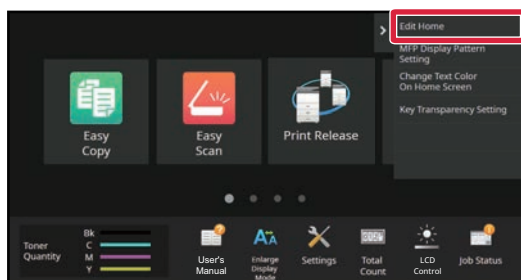 Edit Home
MFP Display Pattern
Setting
Change Text Color
On Home Screen
Key Transparency Setting
Easy
Copy
Easy
Scan
Print Release
Toner
Quantity
Bk
C
M
Y
User's
Manual
Enlarge
Display
Mode
Settings
Total
Count
LCD
Control
Job Status